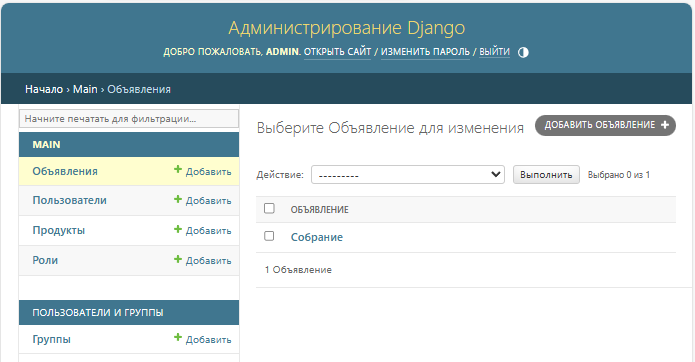 Администрирование Django
ДОБРО ПОЖАЛОВАТЬ, ADMIN. ОТКРЫТЬ САЙТ / ИЗМЕНИТЬ ПАРОЛЬ / ВЫЙТИ
Начало › Main › Объявления
Начните печатать для фильтрации...
MAIN
Объявления + Добавить
Пользователи + Добавить
Продукты + Добавить
Роли + Добавить
ПОЛЬЗОВАТЕЛИ И ГРУППЫ
Группы + Добавить
Выберите Объявление для изменения
ДОБАВИТЬ ОБЪЯВЛЕНИЕ +
Действие: --------- Выполнить Выбрано 0 из 1
ОБЪЯВЛЕНИЕ
Собрание
1 Объявление